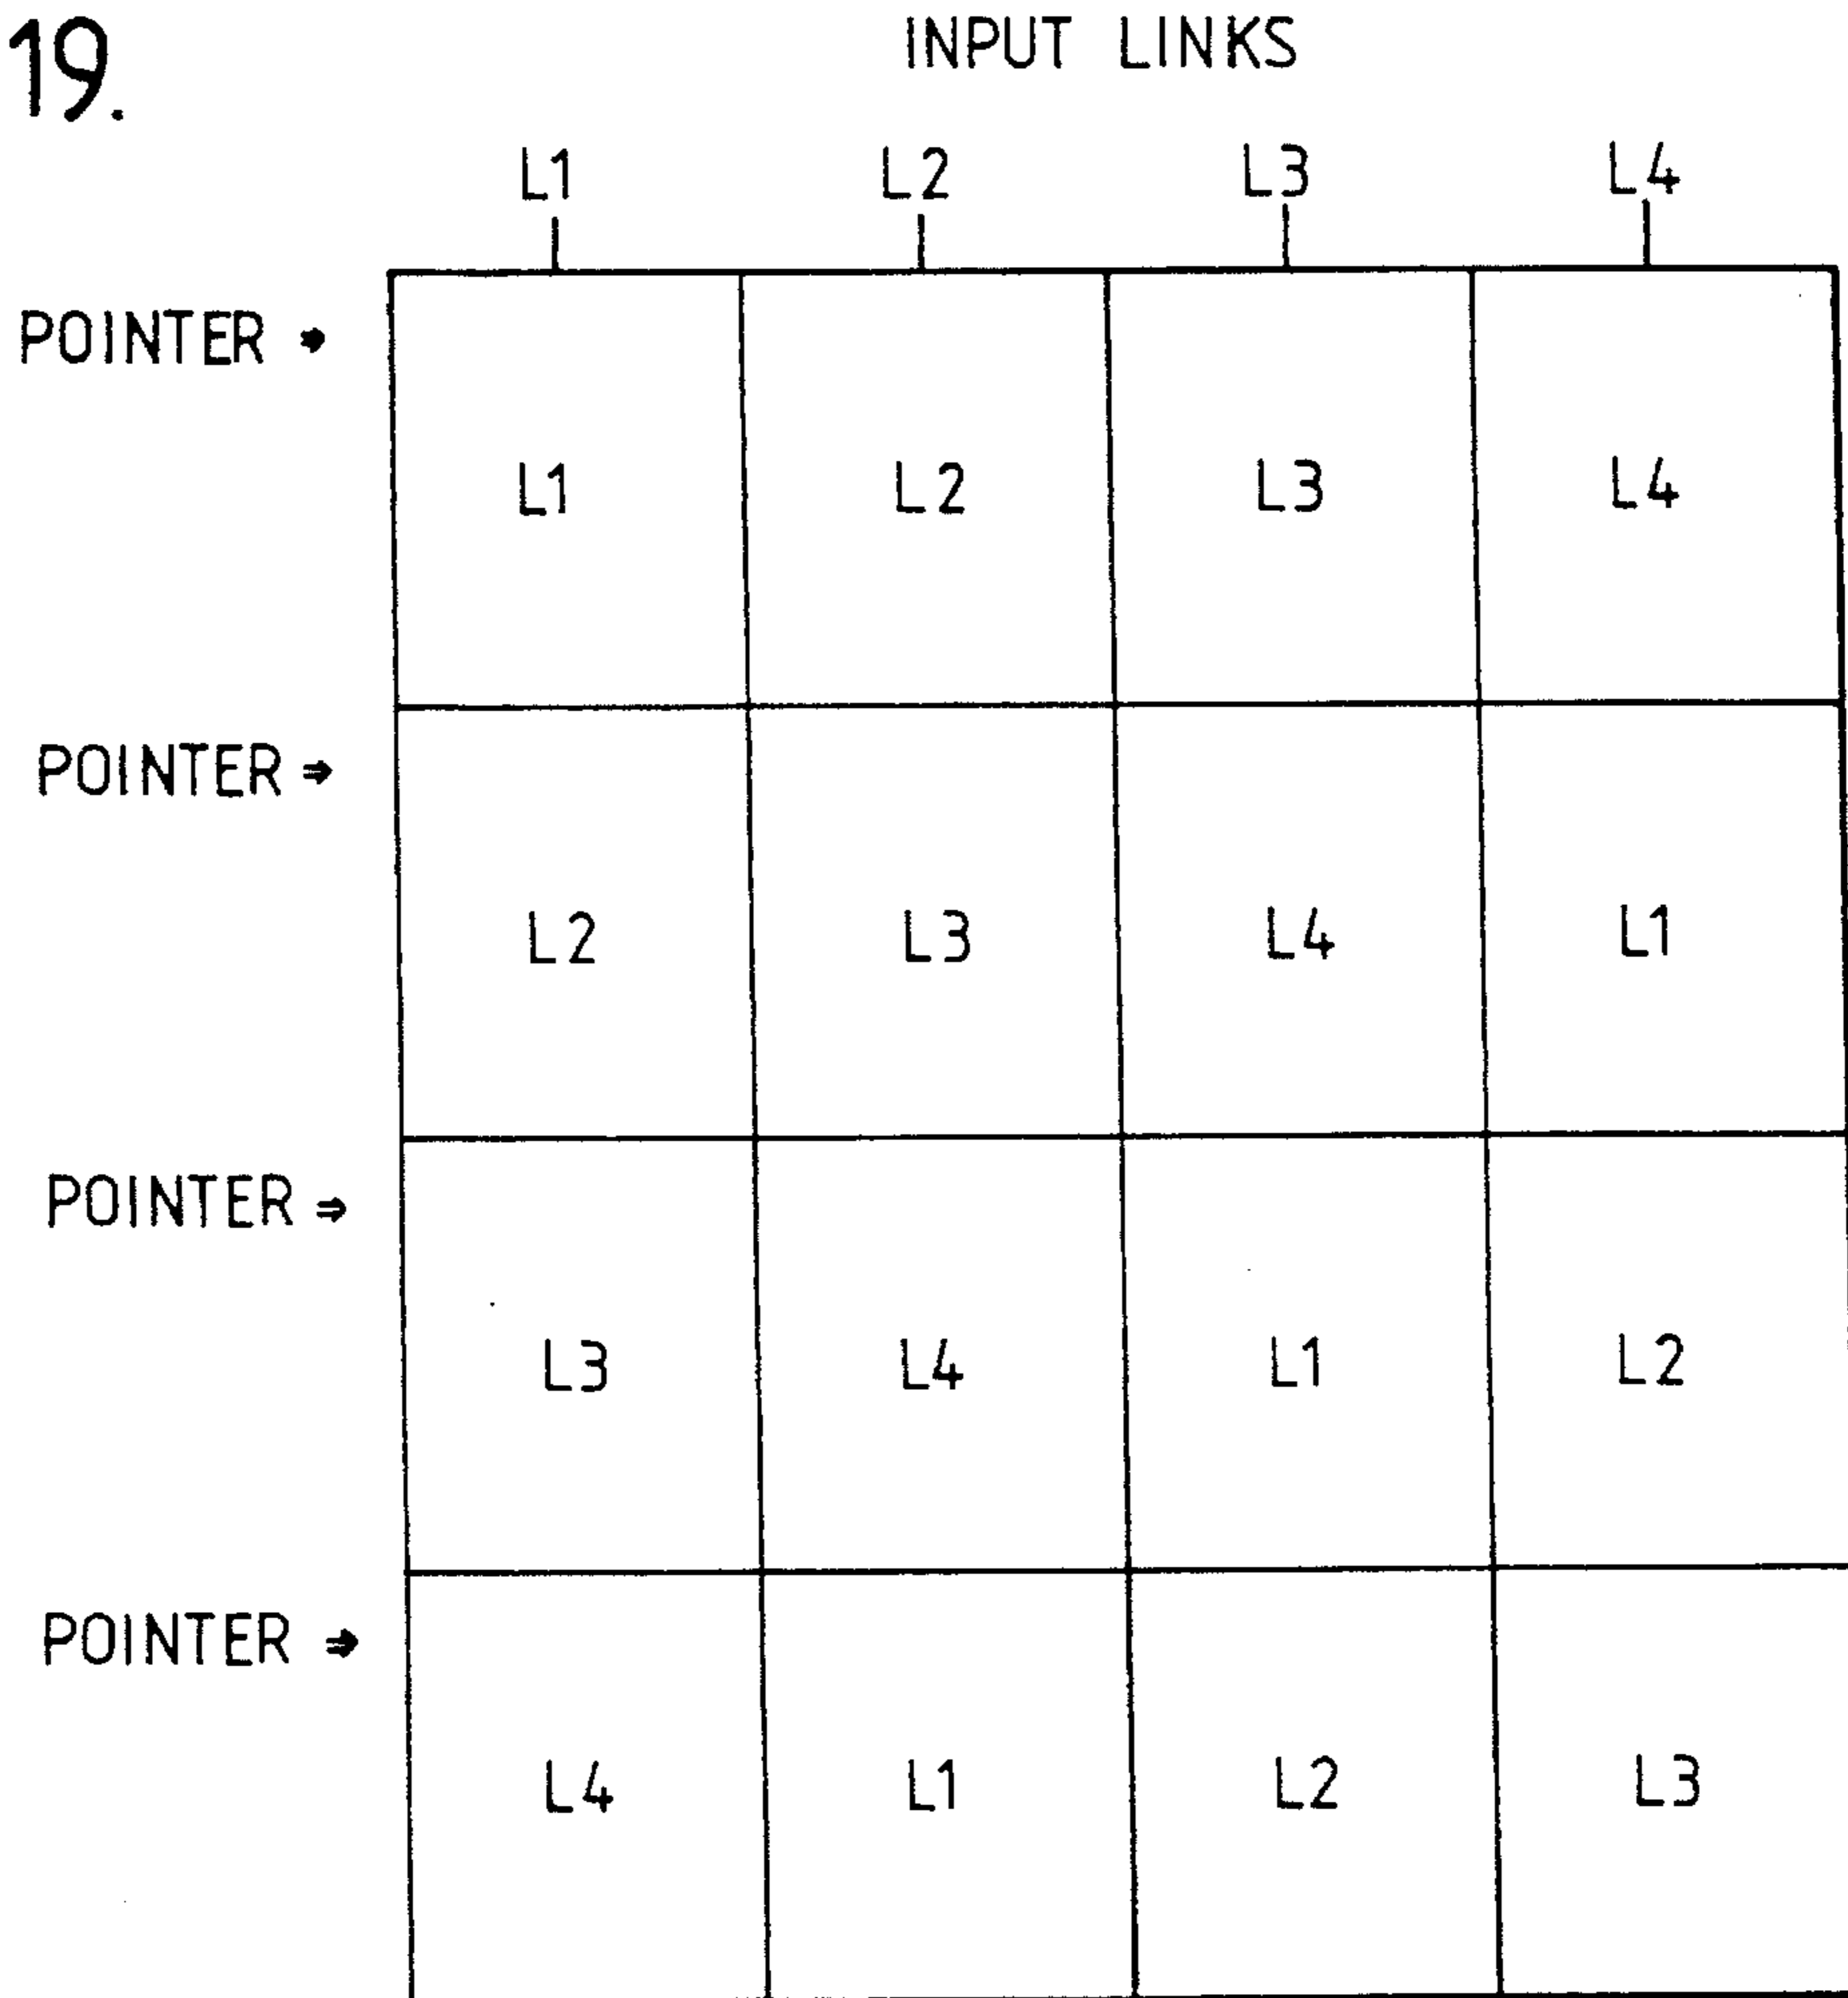 19.
INPUT LINKS
L1 L2 L3 L4
POINTER ⇒
L1 L2 L3 L4
POINTER ⇒
L2 L3 L4 L1
POINTER ⇒
L3 L4 L1 L2
POINTER ⇒
L4 L1 L2 L3